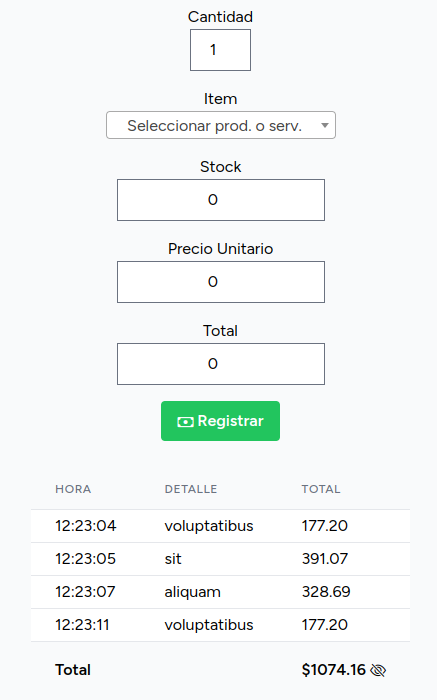 Cantidad
1
Item
Seleccionar prod. o serv.
Stock
0
Precio Unitario
0
Total
0
Registrar
HORA DETALLE TOTAL
12:23:04 voluptatibus 177.20
12:23:05 sit 391.07
12:23:07 aliquam 328.69
12:23:11 voluptatibus 177.20
Total $1074.16